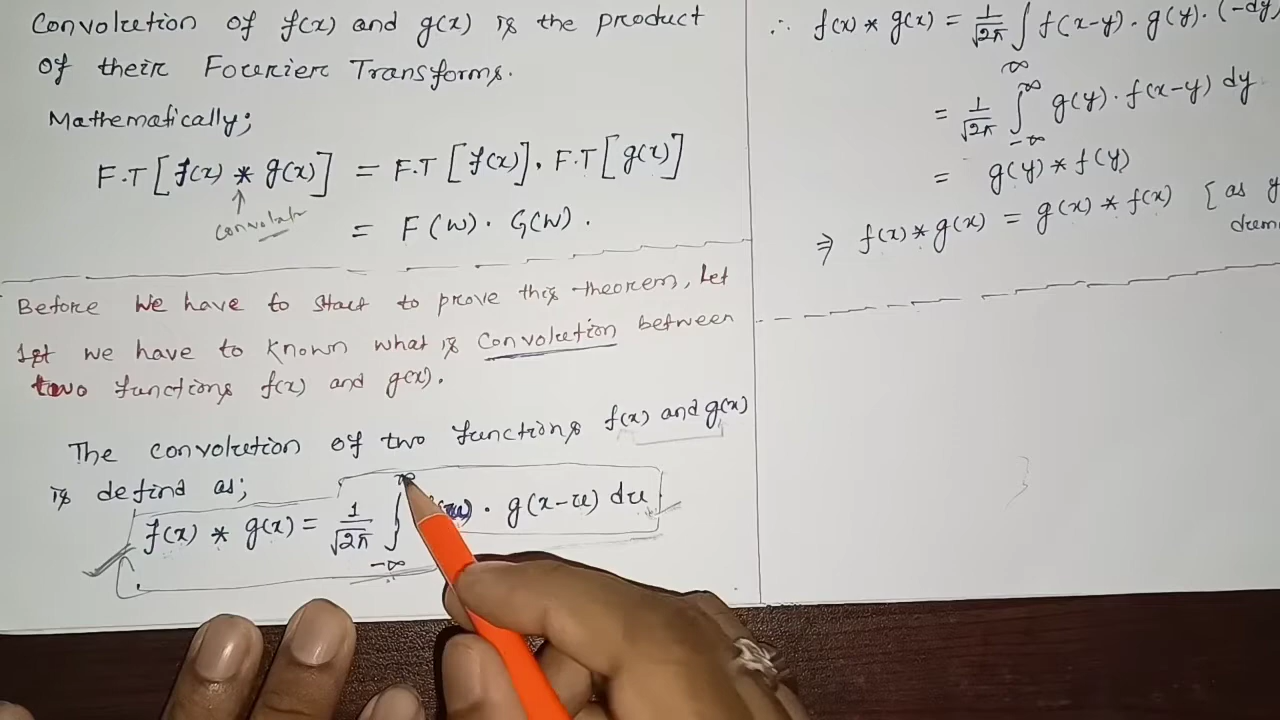 Convolution of f(x) and g(x) is the product
of their Fourier Transforms.
Mathematically;
F.T [f(x) * g(x)] = F.T [f(x)] . F.T [g(x)]
↑
convolute
= F(w) . G(w) .
Before we have to start to prove this theorem, Let
1st we have to known what is Convolution between
two functions f(x) and g(x).
The convolution of two functions f(x) and g(x)
is defind as;
f(x) * g(x) = 1/√2π ∫_{-∞}^{∞} (u) . g(x-u) du
∴ f(x) * g(x) = 1/√2π ∫_{∞} f(x-y) . g(y) . (-dy)
= 1/√2π ∫_{-∞}^{∞} g(y) . f(x-y) dy
= g(y) * f(y)
⇒ f(x) * g(x) = g(x) * f(x) [as y